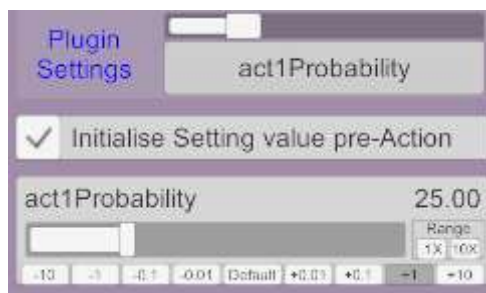 Plugin
Settings
act1Probability
Initialise Setting value pre-Action
act1Probability 25.00
Range
1X 10X
-10 -1 -0.1 -0.01 Default +0.01 +0.1 +1 +10